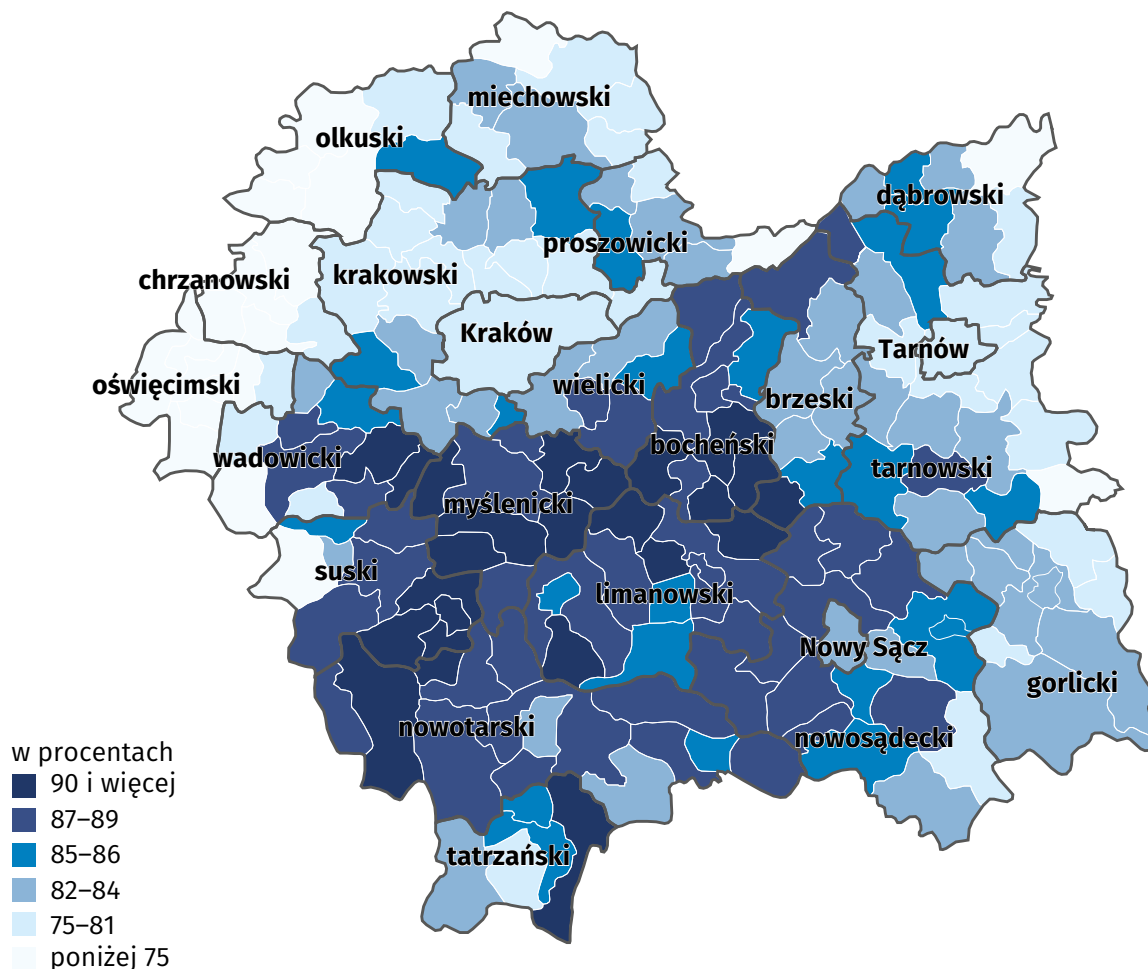 miechowski
olkuski
dąbrowski
proszowicki
chrzanowski
krakowski
Kraków
Tarnów
oświęcimski
wielicki
brzeski
bocheński
wadowicki
tarnowski
myślenicki
suski
limanowski
Nowy Sącz
gorlicki
nowotarski
nowosądecki
tatrzański
w procentach
90 i więcej
87–89
85–86
82–84
75–81
poniżej 75